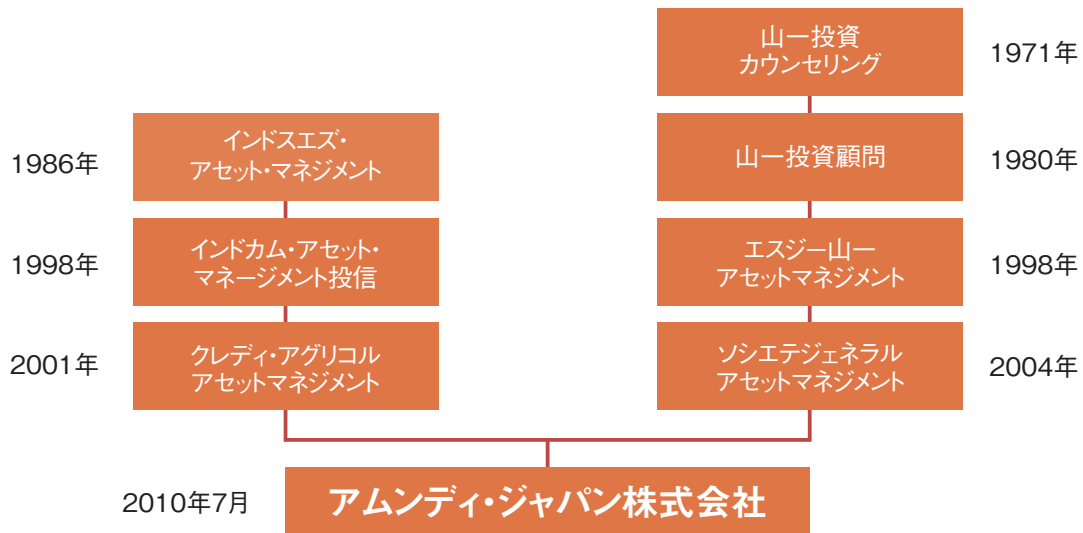 山一投資
カウンセリング
1971年
1986年
インドスエズ・
アセット・マネジメント
山一投資顧問
1980年
1998年
インドカム・アセット・
マネージメント投信
エスジー山一
アセットマネジメント
1998年
2001年
クレディ・アグリコル
アセットマネジメント
ソシエテジェネラル
アセットマネジメント
2004年
2010年7月
アムンディ・ジャパン株式会社